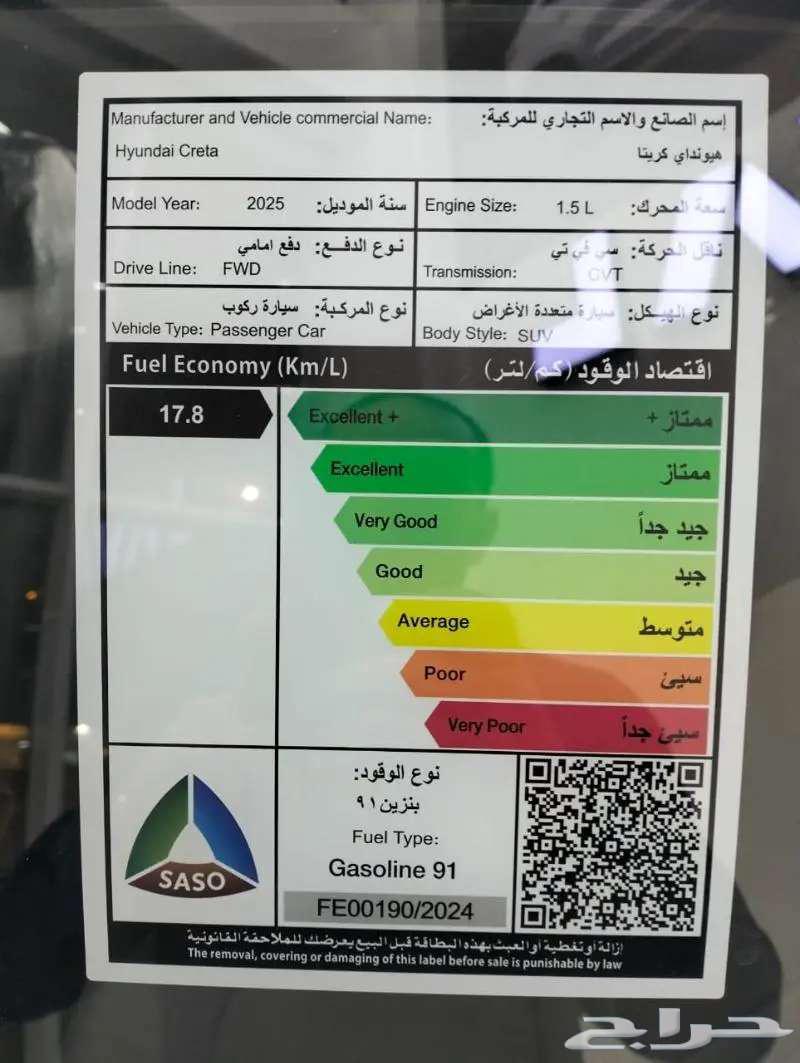 Manufacturer and Vehicle commercial Name: إسم الصانع والاسم التجاري للمركبة:
Hyundai Creta هيونداي كريتا
Model Year: 2025 سنة الموديل: Engine Size: 1.5 L سعة المحرك:
نوع الدفع: دفع امامي ناقل الحركة: سي في تي
Drive Line: FWD Transmission: CVT
نوع المركبة: سيارة ركوب نوع الهيكل: سيارة متعددة الأغراض
Vehicle Type: Passenger Car Body Style: SUV
Fuel Economy (Km/L) اقتصاد الوقود (كم/لتر)
17.8 Excellent + ممتاز +
Excellent ممتاز
Very Good جيد جداً
Good جيد
Average متوسط
Poor سيئ
Very Poor سيئ جداً
نوع الوقود:
بنزين ٩١
Fuel Type:
Gasoline 91
SASO
FE00190/2024
إزالة أو تغطية أو العبث بهذه البطاقة قبل البيع يعرضك للملاحقة القانونية
The removal, covering or damaging of this label before sale is punishable by law
حراج